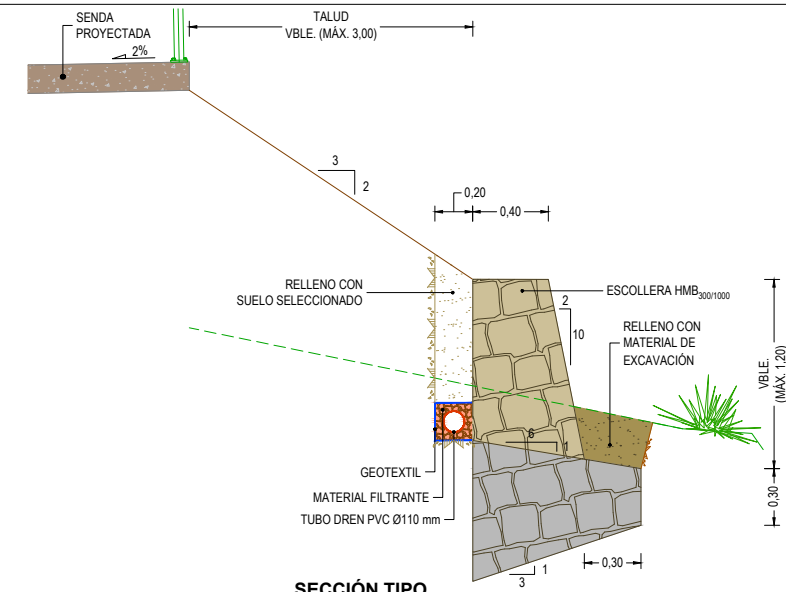 SENDA
PROYECTADA
2%
TALUD
VBLE. (MÁX. 3,00)
3
2
0,20
0,40
RELLENO CON
SUELO SELECCIONADO
ESCOLLERA HMB300/1000
2
10
RELLENO CON
MATERIAL DE
EXCAVACIÓN
VBLE.
(MÁX. 1,20)
6
1
GEOTEXTIL
MATERIAL FILTRANTE
TUBO DREN PVC Ø110 mm
0,30
0,30
1
3
SECCIÓN TIPO